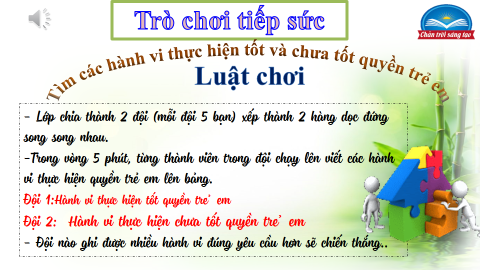 Trò chơi tiếp sức
Chân trời sáng tạo
Tìm các hành vi thực hiện tốt và chưa tốt quyền trẻ em
Luật chơi
- Lớp chia thành 2 đội (mỗi đội 5 bạn) xếp thành 2 hàng dọc đứng
song song nhau.
-Trong vòng 5 phút, từng thành viên trong đội chạy lên viết các hành
vi thực hiện quyền trẻ em lên bảng.
Đội 1:Hành vi thực hiện tốt quyền trẻ em
Đội 2: Hành vi thực hiện chưa tốt quyền trẻ em
- Đội nào ghi được nhiều hành vi đúng yêu cầu hơn sẽ chiến thắng..